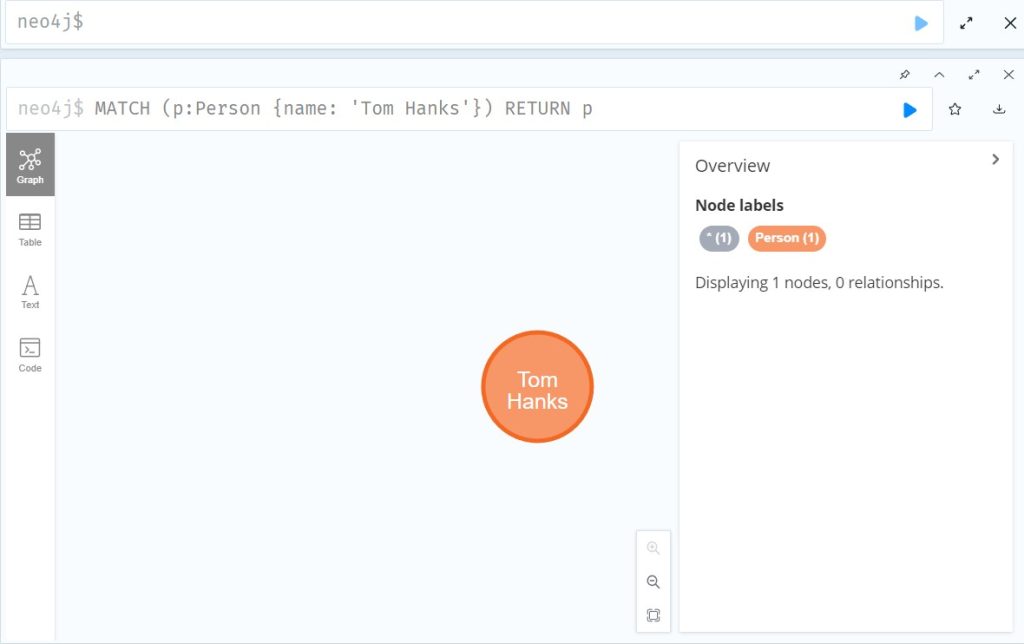 neo4j$
neo4j$ MATCH (p:Person {name: 'Tom Hanks'}) RETURN p
Graph
Table
Text
Code
Tom
Hanks
Overview
Node labels
* (1) Person (1)
Displaying 1 nodes, 0 relationships.